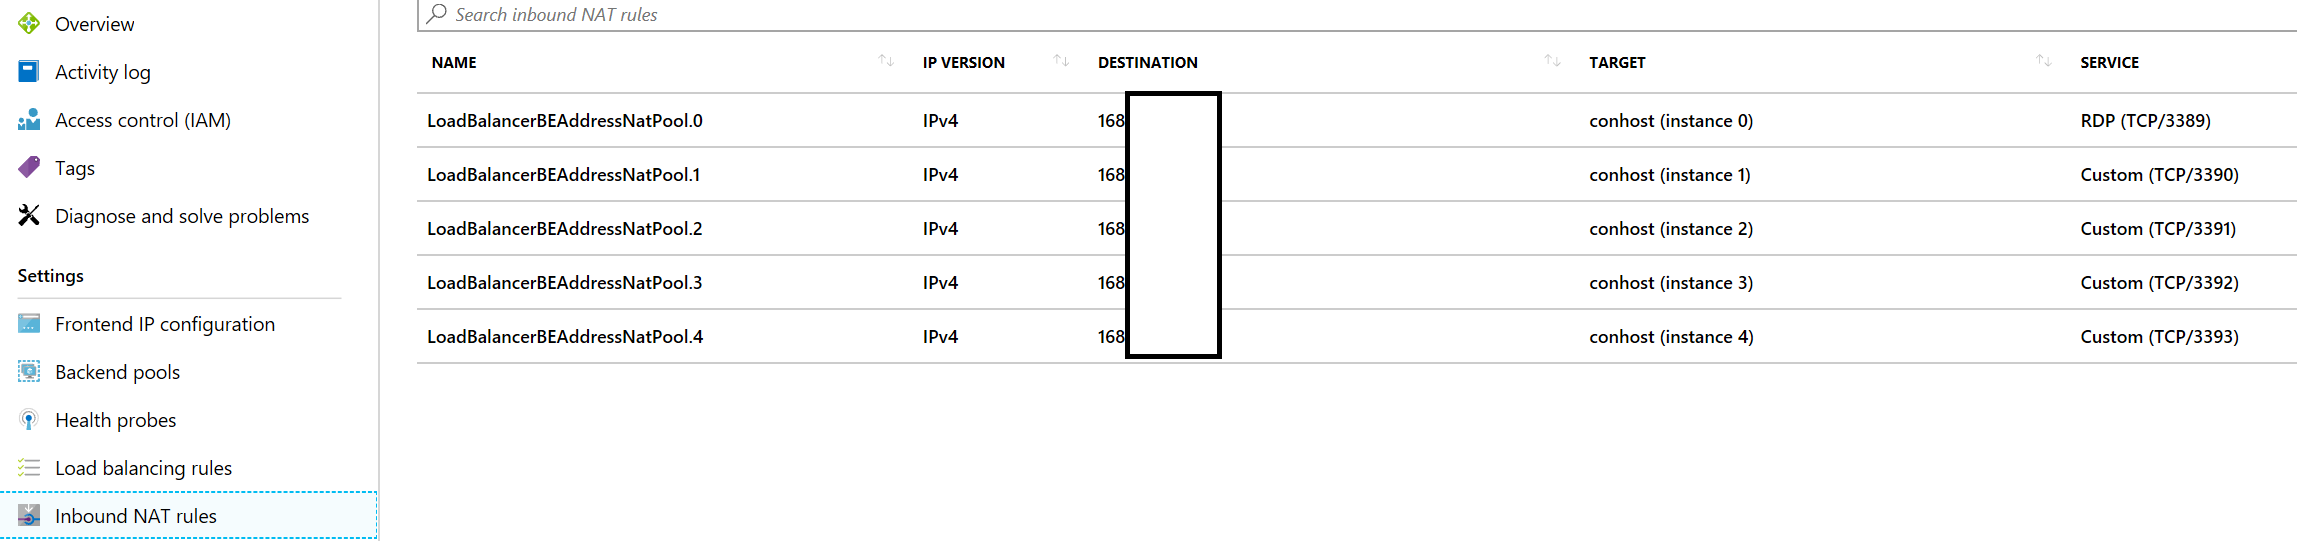 Overview
Activity log
Access control (IAM)
Tags
Diagnose and solve problems
Settings
Frontend IP configuration
Backend pools
Health probes
Load balancing rules
Inbound NAT rules
Search inbound NAT rules
NAME IP VERSION DESTINATION TARGET SERVICE
LoadBalancerBEAddressNatPool.0 IPv4 168 conhost (instance 0) RDP (TCP/3389)
LoadBalancerBEAddressNatPool.1 IPv4 168 conhost (instance 1) Custom (TCP/3390)
LoadBalancerBEAddressNatPool.2 IPv4 168 conhost (instance 2) Custom (TCP/3391)
LoadBalancerBEAddressNatPool.3 IPv4 168 conhost (instance 3) Custom (TCP/3392)
LoadBalancerBEAddressNatPool.4 IPv4 168 conhost (instance 4) Custom (TCP/3393)